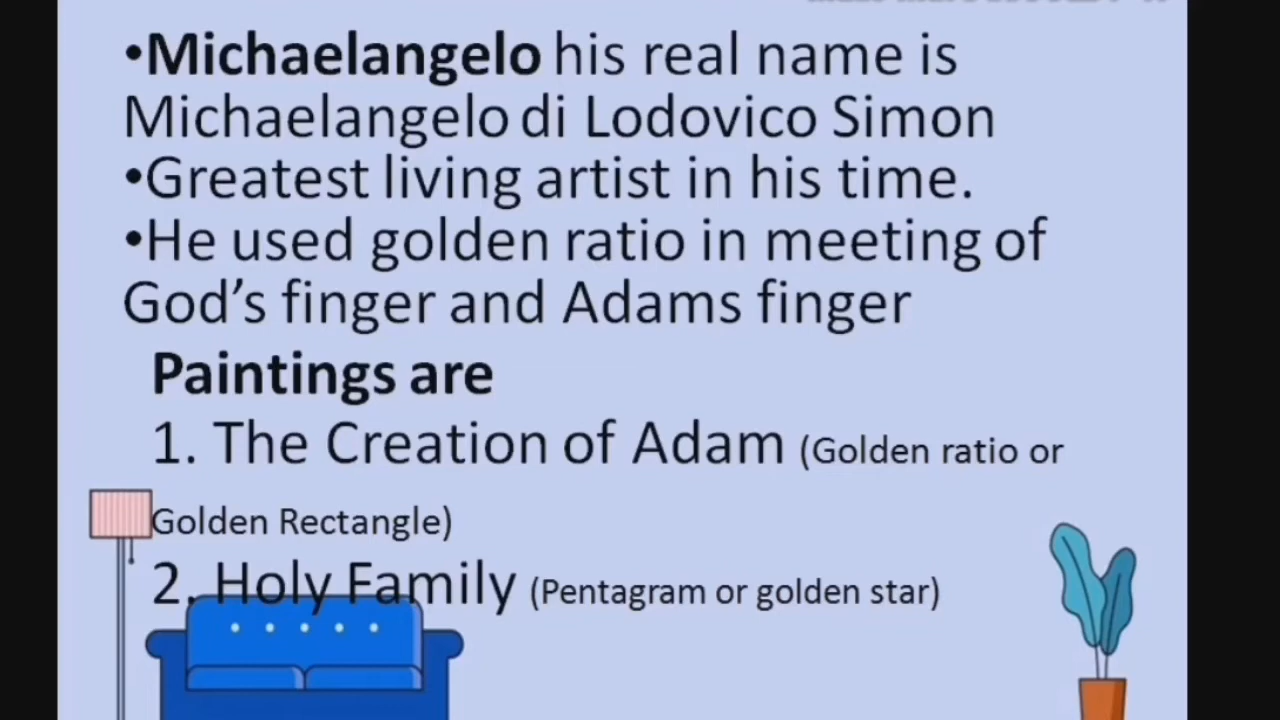 •Michaelangelo his real name is
Michaelangelo di Lodovico Simon
•Greatest living artist in his time.
•He used golden ratio in meeting of
God’s finger and Adams finger
Paintings are
1. The Creation of Adam (Golden ratio or
Golden Rectangle)
2. Holy Family (Pentagram or golden star)